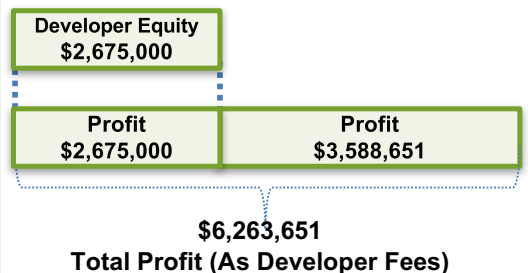 Developer Equity
$2,675,000
Profit
$2,675,000
Profit
$3,588,651
$6,263,651
Total Profit (As Developer Fees)